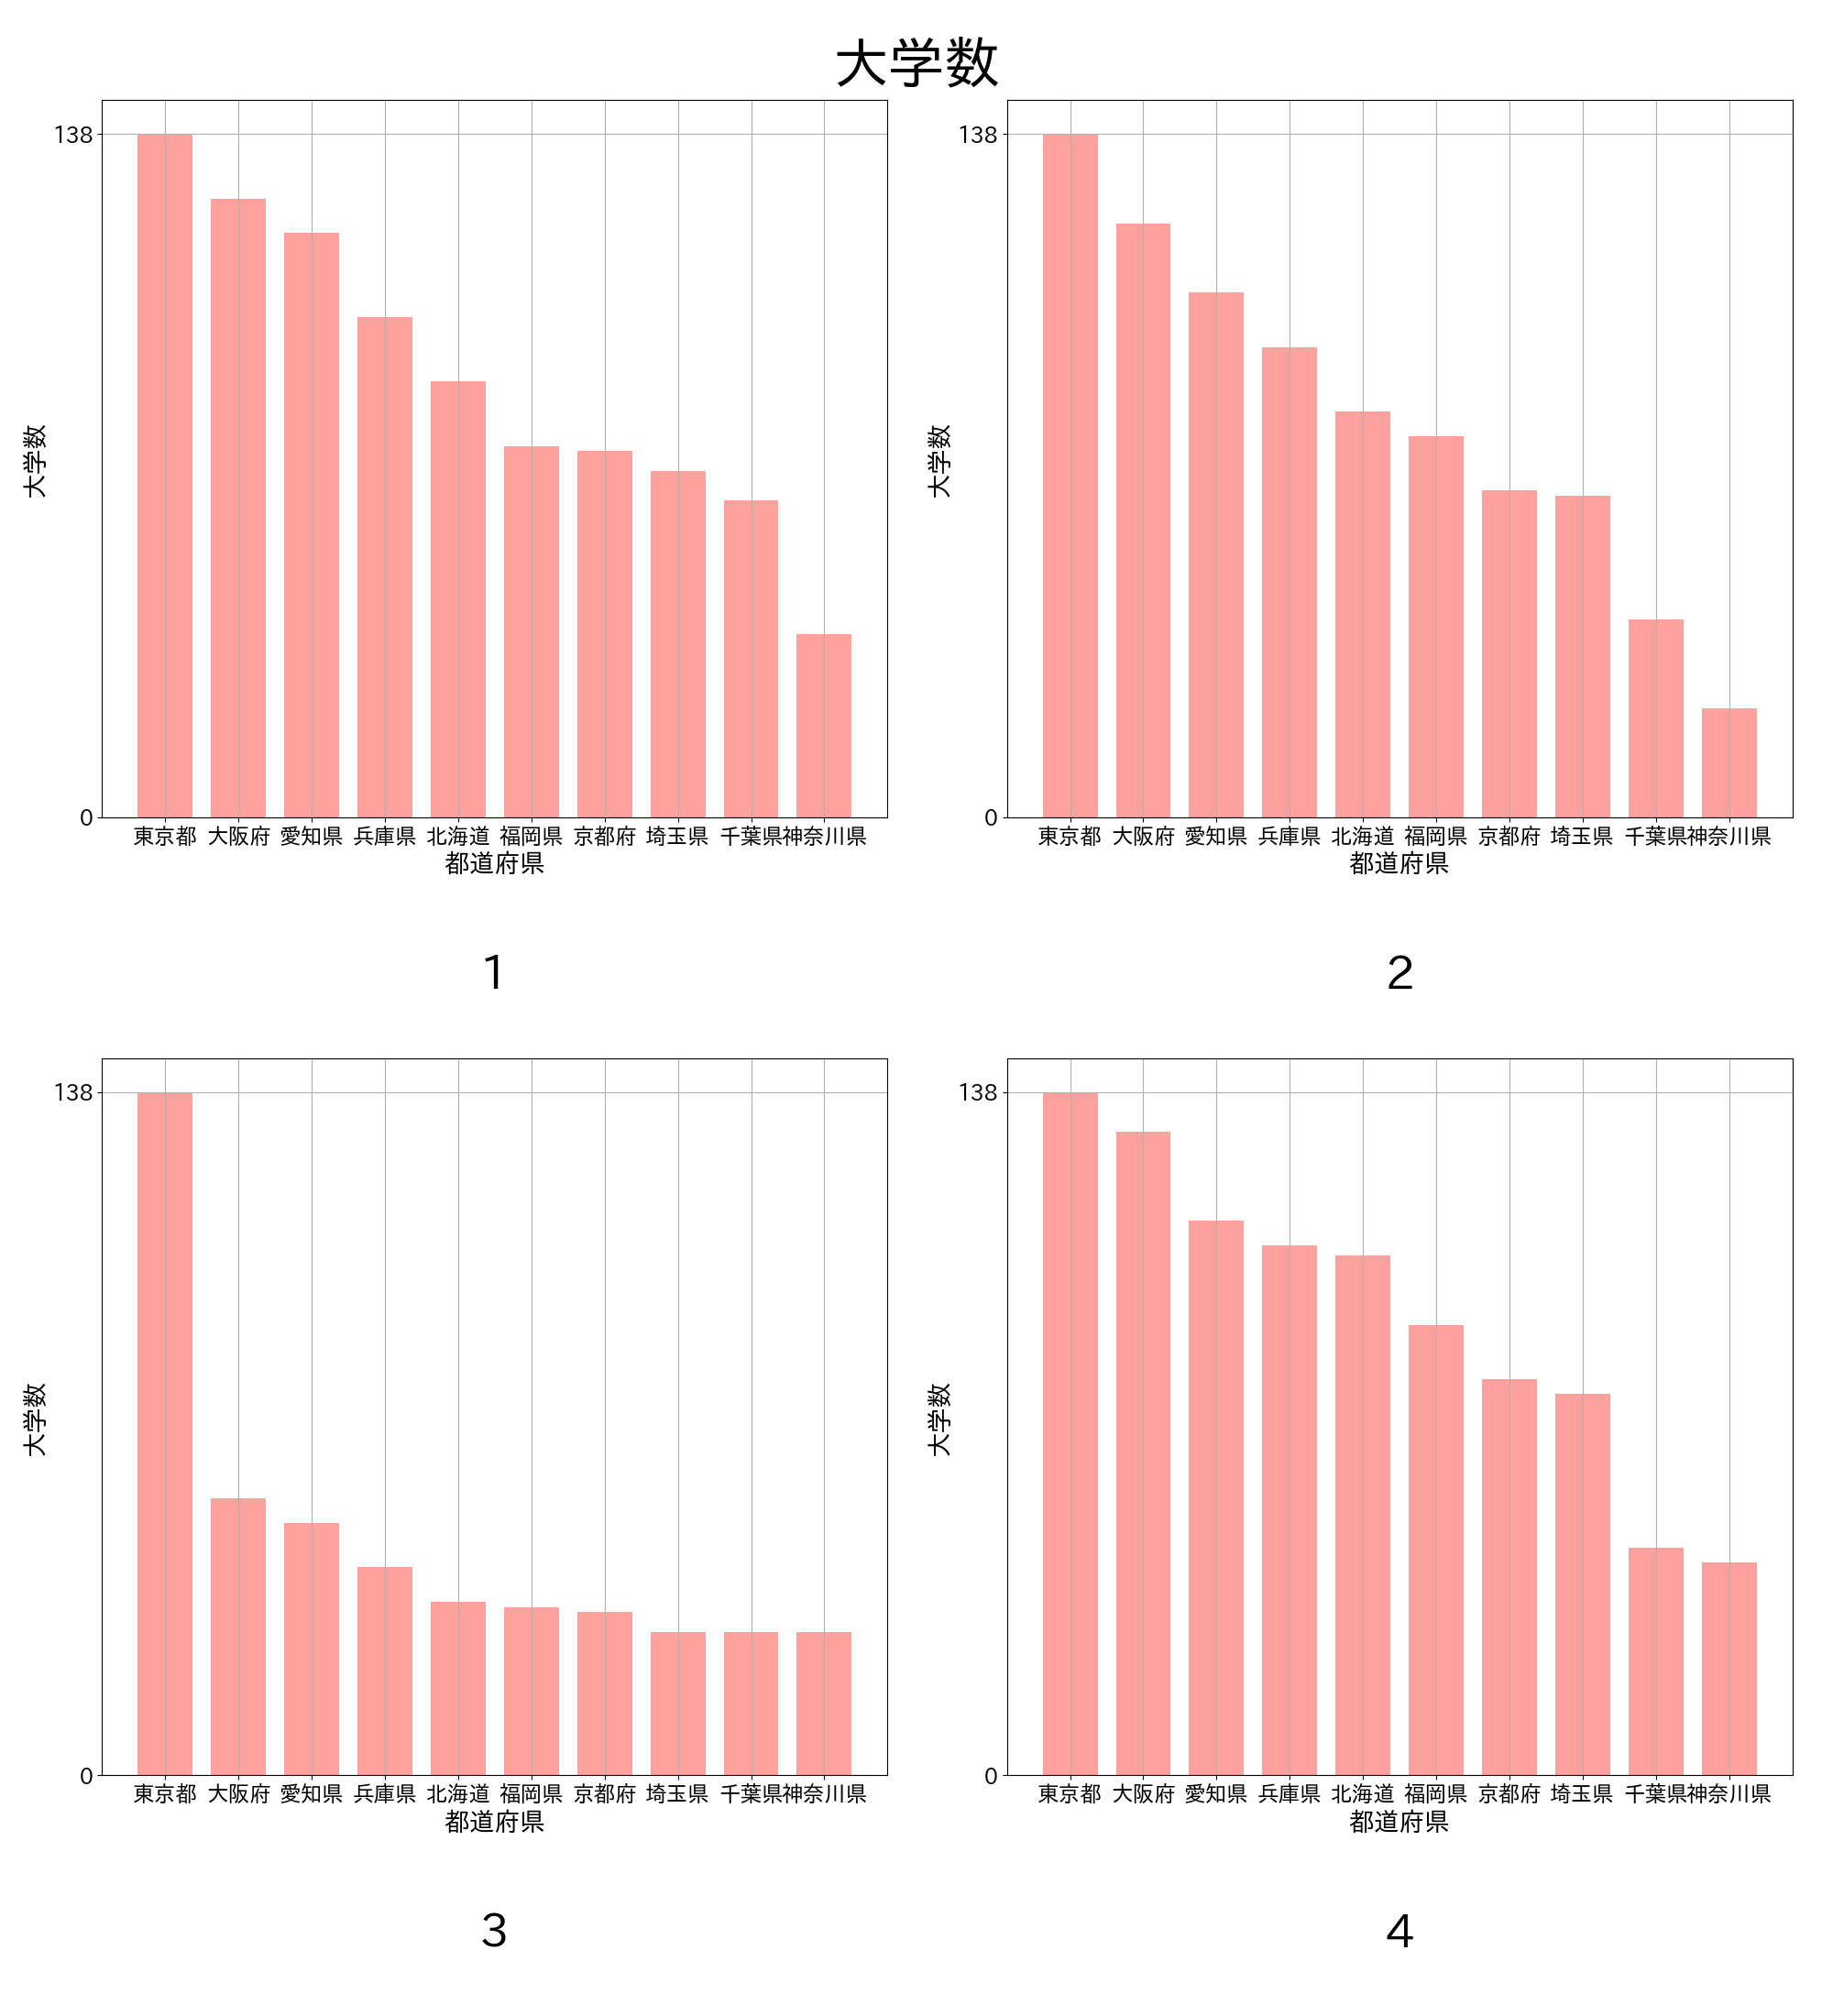 大学数
138
0
大学数
東京都 大阪府 愛知県 兵庫県 北海道 福岡県 京都府 埼玉県 千葉県 神奈川県
都道府県
1
138
0
大学数
東京都 大阪府 愛知県 兵庫県 北海道 福岡県 京都府 埼玉県 千葉県 神奈川県
都道府県
2
138
0
大学数
東京都 大阪府 愛知県 兵庫県 北海道 福岡県 京都府 埼玉県 千葉県 神奈川県
都道府県
3
138
0
大学数
東京都 大阪府 愛知県 兵庫県 北海道 福岡県 京都府 埼玉県 千葉県 神奈川県
都道府県
4